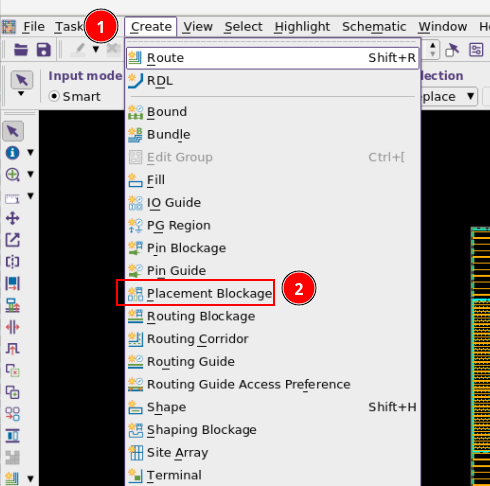 File Task 1 Create View Select Highlight Schematic Window He
Route Shift+R
Input mode
Smart
lection
place
RDL
Bound
Bundle
Edit Group Ctrl+[
Fill
IO Guide
PG Region
Pin Blockage
Pin Guide
Placement Blockage 2
Routing Blockage
Routing Corridor
Routing Guide
Routing Guide Access Preference
Shape Shift+H
Shaping Blockage
Site Array
Terminal